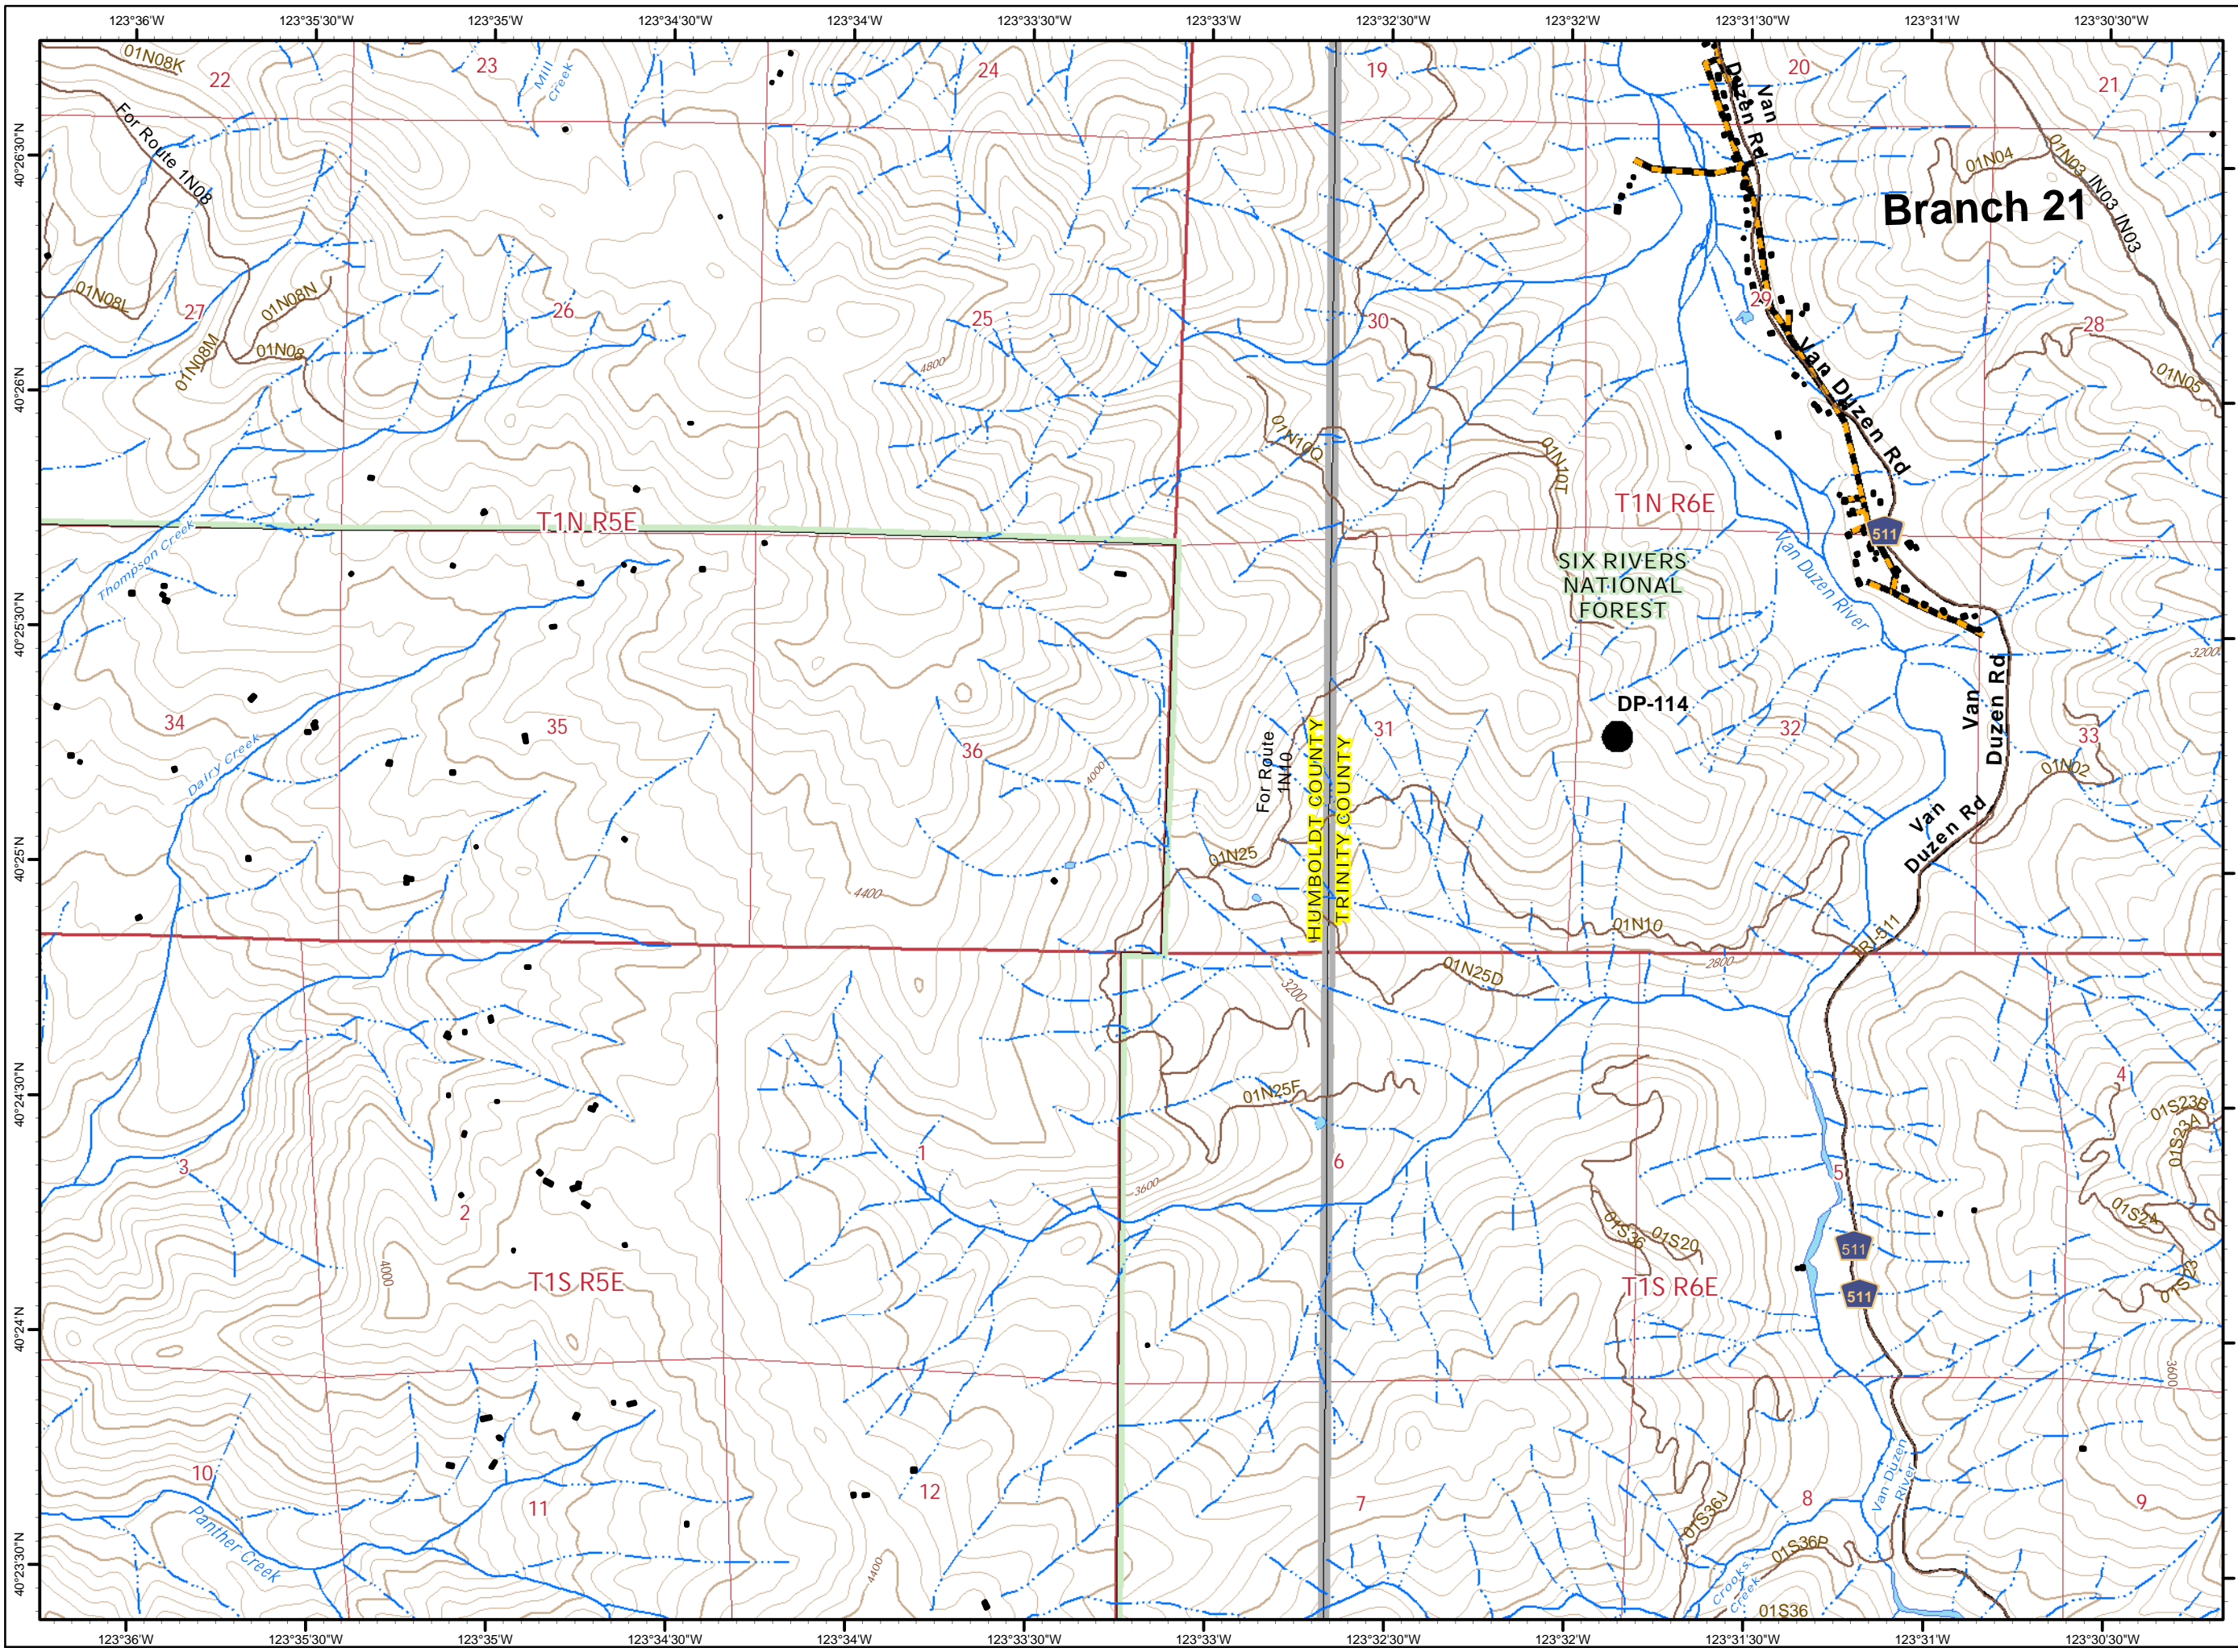 123°36'W
123°35'30"W
123°35'W
123°34'30"W
123°34'W
123°33'30"W
123°33'W
123°32'30"W
123°32'W
123°31'30"W
123°31'W
123°30'30"W
01N08K
22
23
Mill
Creek
24
19
Van
Duzen Rd
20
21
For Route 1N08
40°26'30"N
01N04
01N03
IN03
IN03
Branch 21
01N08L
27
01N08N
26
25
30
29
28
01N08M
01N08
4800
Van Duzen Rd
01N05
40°26'N
01N10Q
01N10T
T1N R5E
T1N R6E
Thompson Creek
511
Van Duzen River
SIX RIVERS
NATIONAL
FOREST
40°25'30"N
3200
Van
Duzen Rd
DP-114
34
35
36
31
32
33
Dairy Creek
4000
For Route
1N10
HUMBOLDT COUNTY
TRINITY COUNTY
01N02
Van
Duzen Rd
40°25'N
01N25
4400
01N10
TRI-511
2800
01N25D
3200
40°24'30"N
01N25F
4
01S23B
01S23A
3
1
6
5
3600
2
01S24
01S36
01S20
511
4000
T1S R5E
T1S R6E
01S23
511
40°24'N
3600
10
11
12
7
8
9
Panther Creek
01S36J
Van Duzen
River
01S36P
40°23'30"N
4400
Crooks
Creek
01S36
123°36'W
123°35'30"W
123°35'W
123°34'30"W
123°34'W
123°33'30"W
123°33'W
123°32'30"W
123°32'W
123°31'30"W
123°31'W
123°30'30"W